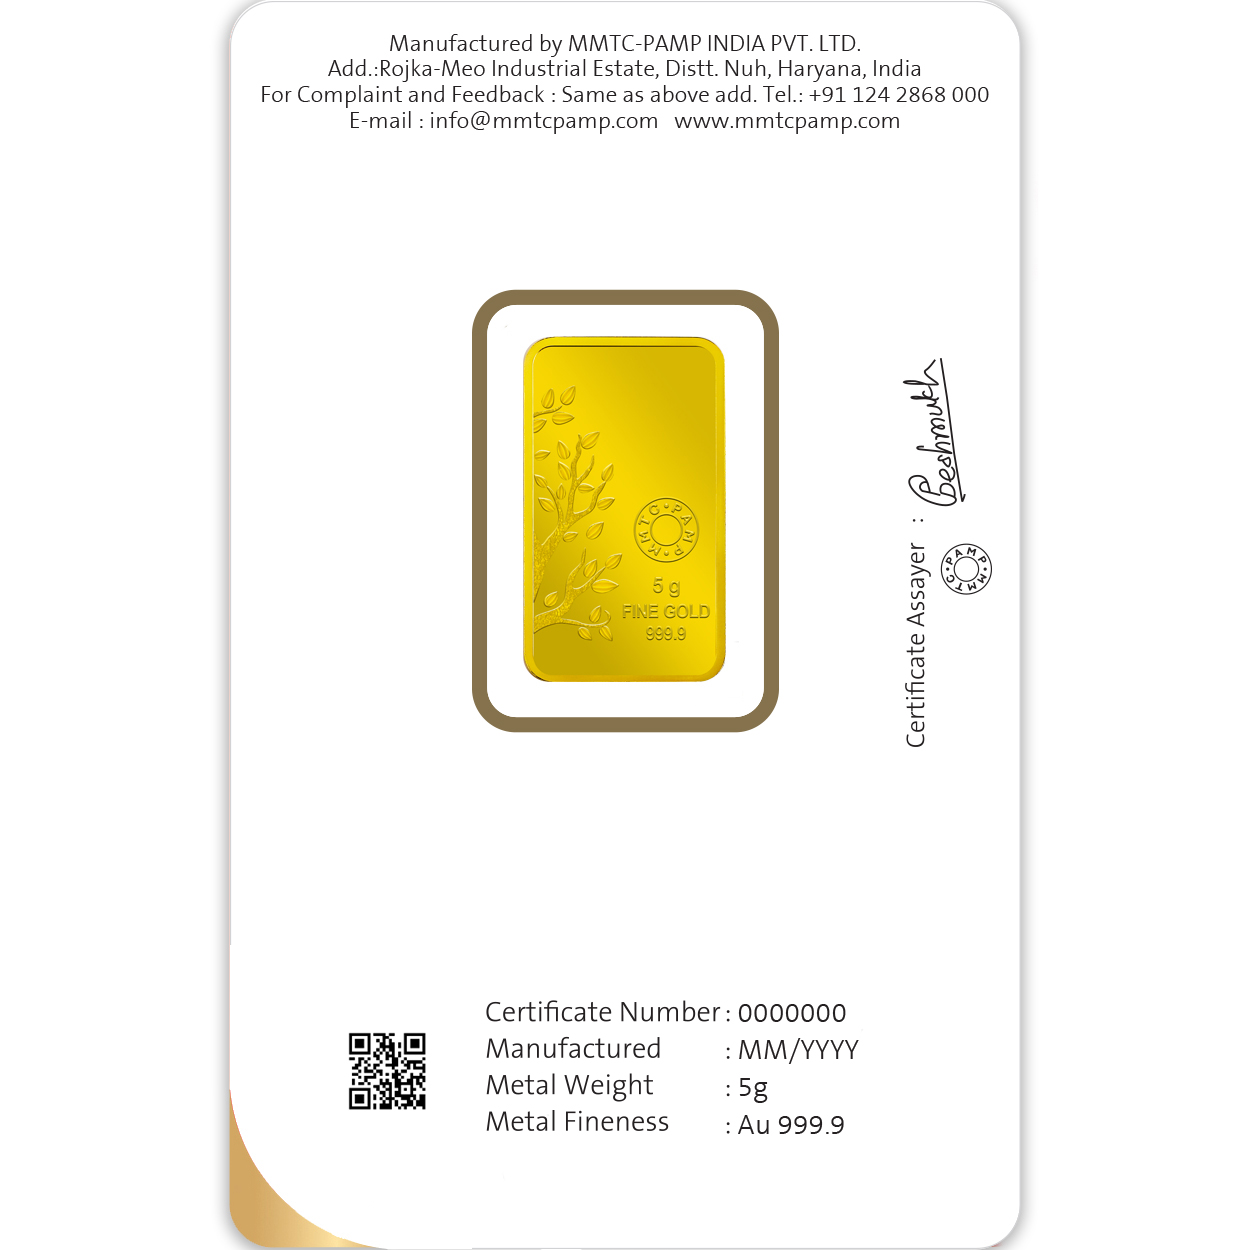 Manufactured by MMTC-PAMP INDIA PVT. LTD.
Add.:Rojka-Meo Industrial Estate, Distt. Nuh, Haryana, India
For Complaint and Feedback : Same as above add. Tel.: +91 124 2868 000
E-mail : info@mmtcpamp.com www.mmtcpamp.com
MMTC•PAMP•
5 g
FINE GOLD
999.9
Certificate Assayer : Deshmukh
MMTC•PAMP•
Certificate Number : 0000000
Manufactured : MM/YYYY
Metal Weight : 5g
Metal Fineness : Au 999.9